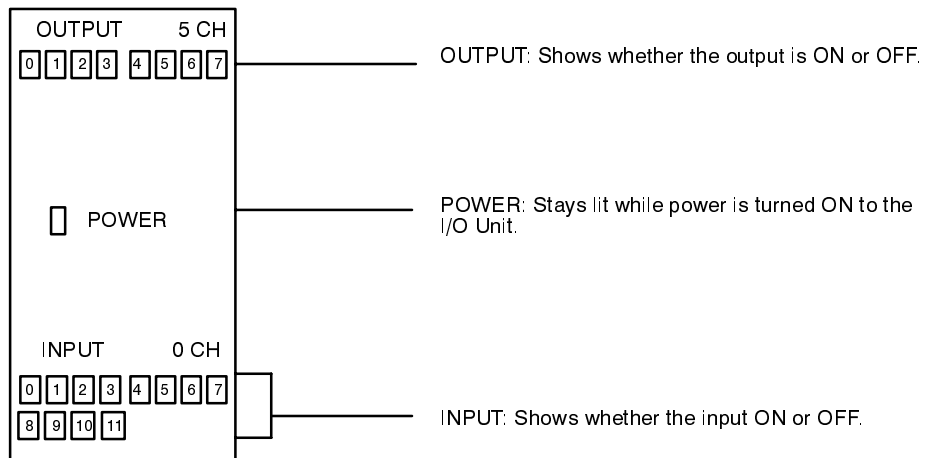 OUTPUT 5 CH
0 1 2 3 4 5 6 7
OUTPUT: Shows whether the output is ON or OFF.
POWER
POWER: Stays lit while power is turned ON to the
I/O Unit.
INPUT 0 CH
0 1 2 3 4 5 6 7
8 9 10 11
INPUT: Shows whether the input ON or OFF.